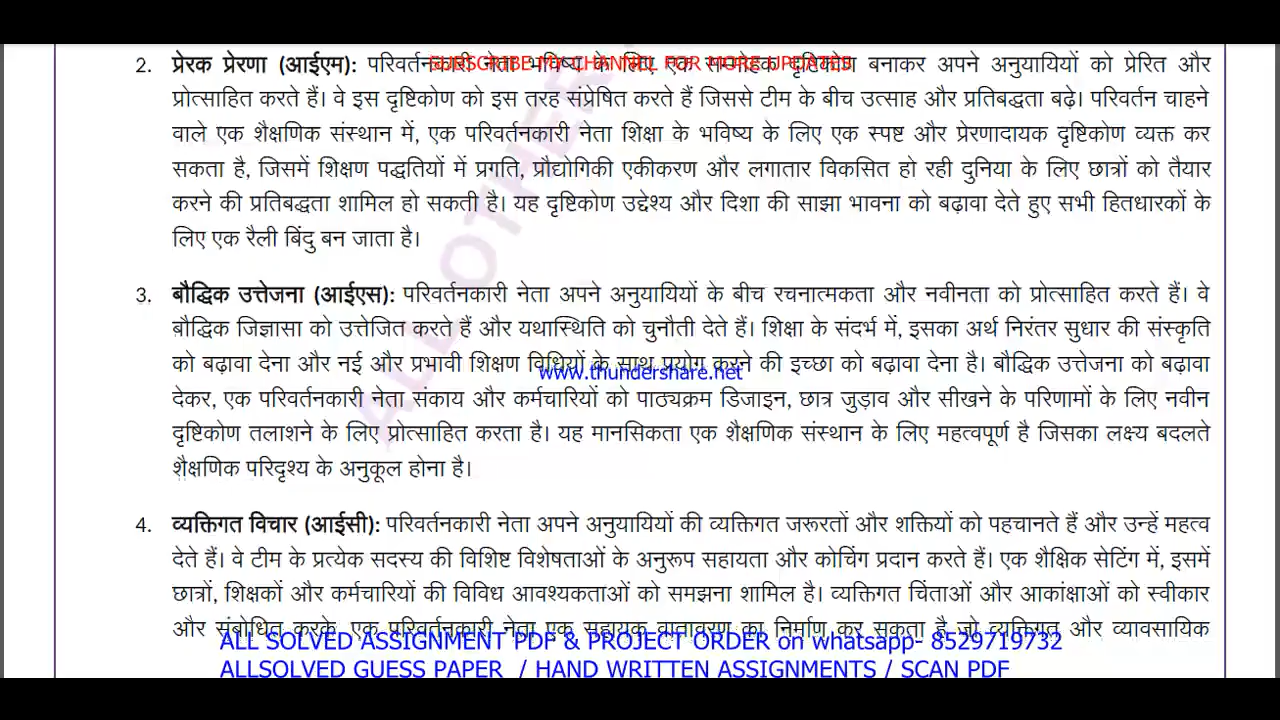 SUBSCRIBE MY CHANNEL FOR MORE UPDATES
2. प्रेरक प्रेरणा (आईएम): परिवर्तनकारी नेता भविष्य के लिए एक सम्मोहक दृष्टिकोण बनाकर अपने अनुयायियों को प्रेरित और
प्रोत्साहित करते हैं। वे इस दृष्टिकोण को इस तरह संप्रेषित करते हैं जिससे टीम के बीच उत्साह और प्रतिबद्धता बढ़े। परिवर्तन चाहने
वाले एक शैक्षणिक संस्थान में, एक परिवर्तनकारी नेता शिक्षा के भविष्य के लिए एक स्पष्ट और प्रेरणादायक दृष्टिकोण व्यक्त कर
सकता है, जिसमें शिक्षण पद्धतियों में प्रगति, प्रौद्योगिकी एकीकरण और लगातार विकसित हो रही दुनिया के लिए छात्रों को तैयार
करने की प्रतिबद्धता शामिल हो सकती है। यह दृष्टिकोण उद्देश्य और दिशा की साझा भावना को बढ़ावा देते हुए सभी हितधारकों के
लिए एक रैली बिंदु बन जाता है।
3. बौद्धिक उत्तेजना (आईएस): परिवर्तनकारी नेता अपने अनुयायियों के बीच रचनात्मकता और नवीनता को प्रोत्साहित करते हैं। वे
बौद्धिक जिज्ञासा को उत्तेजित करते हैं और यथास्थिति को चुनौती देते हैं। शिक्षा के संदर्भ में, इसका अर्थ निरंतर सुधार की संस्कृति
को बढ़ावा देना और नई और प्रभावी शिक्षण विधियों के साथ प्रयोग करने की इच्छा को बढ़ावा देना है। बौद्धिक उत्तेजना को बढ़ावा
www.thundershare.net
देकर, एक परिवर्तनकारी नेता संकाय और कर्मचारियों को पाठ्यक्रम डिजाइन, छात्र जुड़ाव और सीखने के परिणामों के लिए नवीन
दृष्टिकोण तलाशने के लिए प्रोत्साहित करता है। यह मानसिकता एक शैक्षणिक संस्थान के लिए महत्वपूर्ण है जिसका लक्ष्य बदलते
शैक्षणिक परिदृश्य के अनुकूल होना है।
4. व्यक्तिगत विचार (आईसी): परिवर्तनकारी नेता अपने अनुयायियों की व्यक्तिगत जरूरतों और शक्तियों को पहचानते हैं और उन्हें महत्व
देते हैं। वे टीम के प्रत्येक सदस्य की विशिष्ट विशेषताओं के अनुरूप सहायता और कोचिंग प्रदान करते हैं। एक शैक्षिक सेटिंग में, इसमें
छात्रों, शिक्षकों और कर्मचारियों की विविध आवश्यकताओं को समझना शामिल है। व्यक्तिगत चिंताओं और आकांक्षाओं को स्वीकार
और संबोधित करके, एक परिवर्तनकारी नेता एक सहायक वातावरण का निर्माण कर सकता है जो व्यक्तिगत और व्यावसायिक
ALL SOLVED ASSIGNMENT PDF & PROJECT ORDER on whatsapp- 8529719732
ALLSOLVED GUESS PAPER / HAND WRITTEN ASSIGNMENTS / SCAN PDF
ALL OTHER